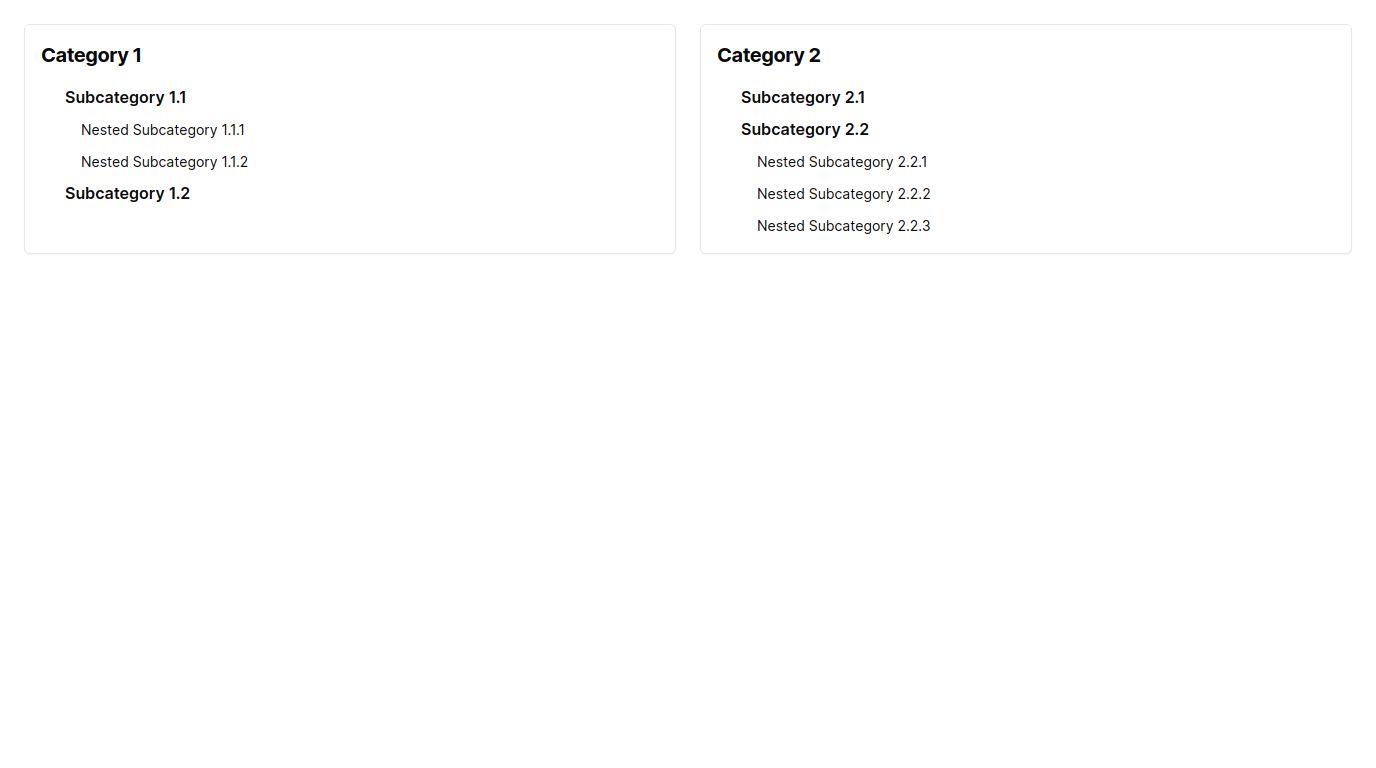 Category 1
Subcategory 1.1
Nested Subcategory 1.1.1
Nested Subcategory 1.1.2
Subcategory 1.2
Category 2
Subcategory 2.1
Subcategory 2.2
Nested Subcategory 2.2.1
Nested Subcategory 2.2.2
Nested Subcategory 2.2.3